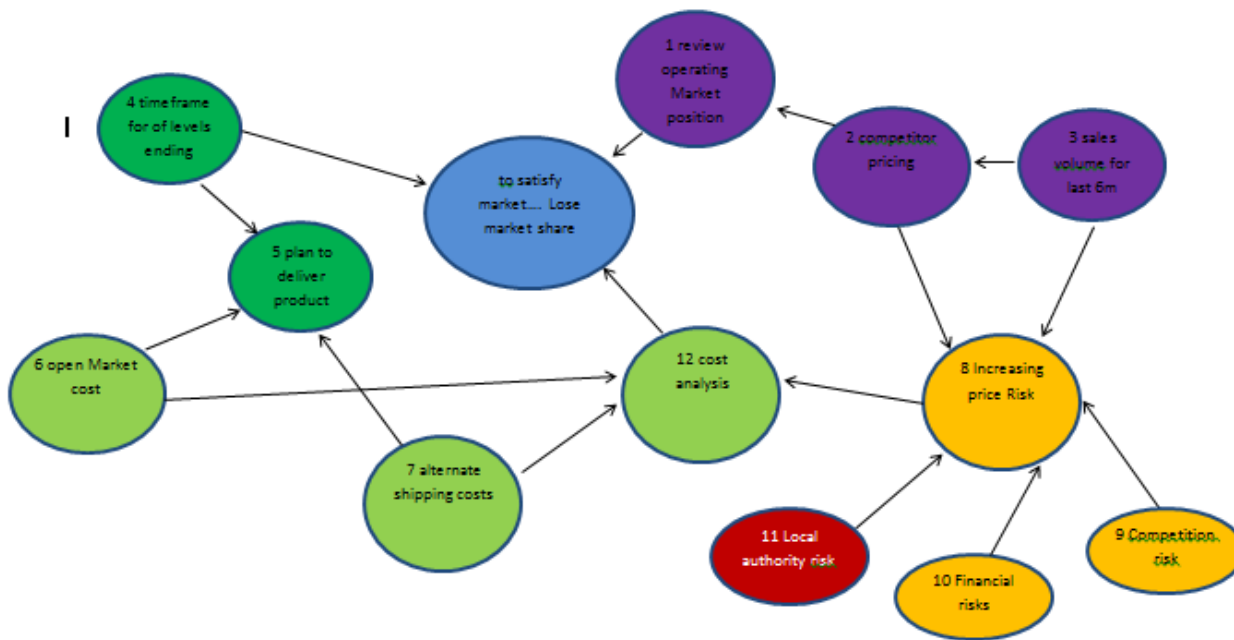 1 review
operating
Market
position
4 timeframe
for of levels
ending
I
2 competitor
pricing
3 sales
volume for
last 6m
to satisfy
market.... Lose
market share
5 plan to
deliver
product
6 open Market
cost
12 cost
analysis
8 Increasing
price Risk
7 alternate
shipping costs
11 Local
authority risk
9 Competition
risk
10 Financial
risks